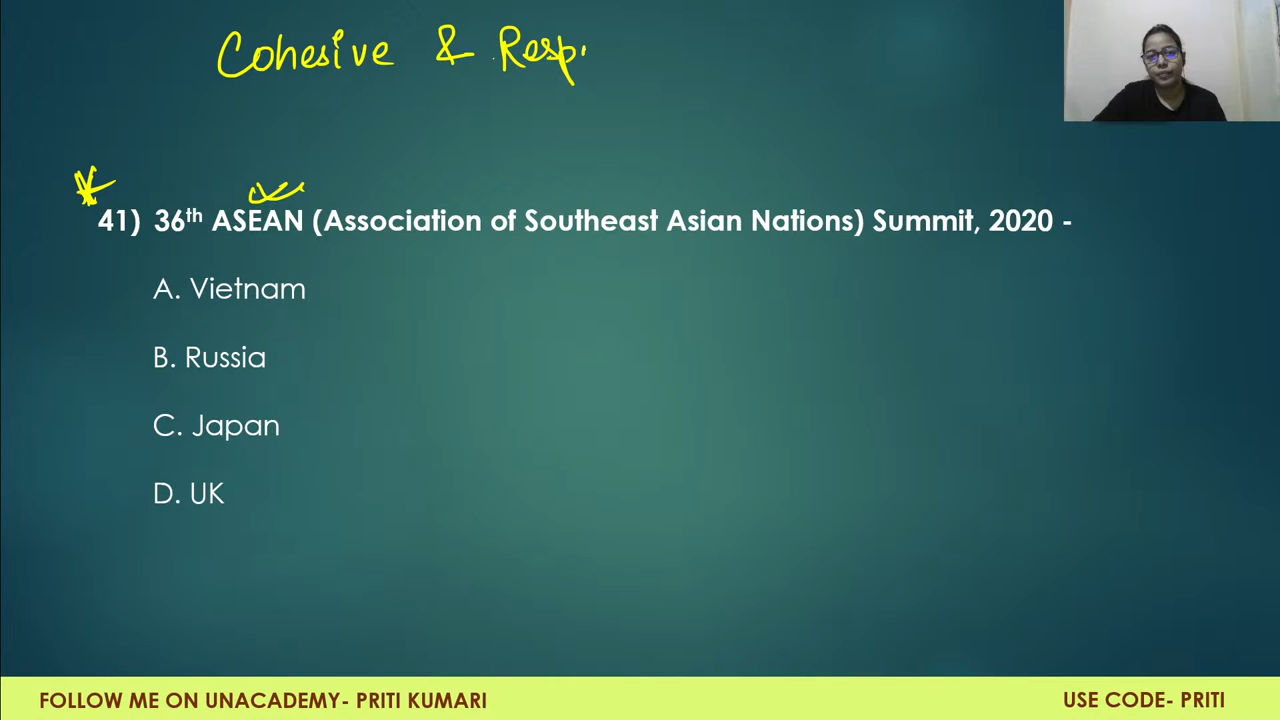 Cohesive & Resp
41) 36th ASEAN (Association of Southeast Asian Nations) Summit, 2020 -
A. Vietnam
B. Russia
C. Japan
D. UK
FOLLOW ME ON UNACADEMY- PRITI KUMARI
USE CODE- PRITI